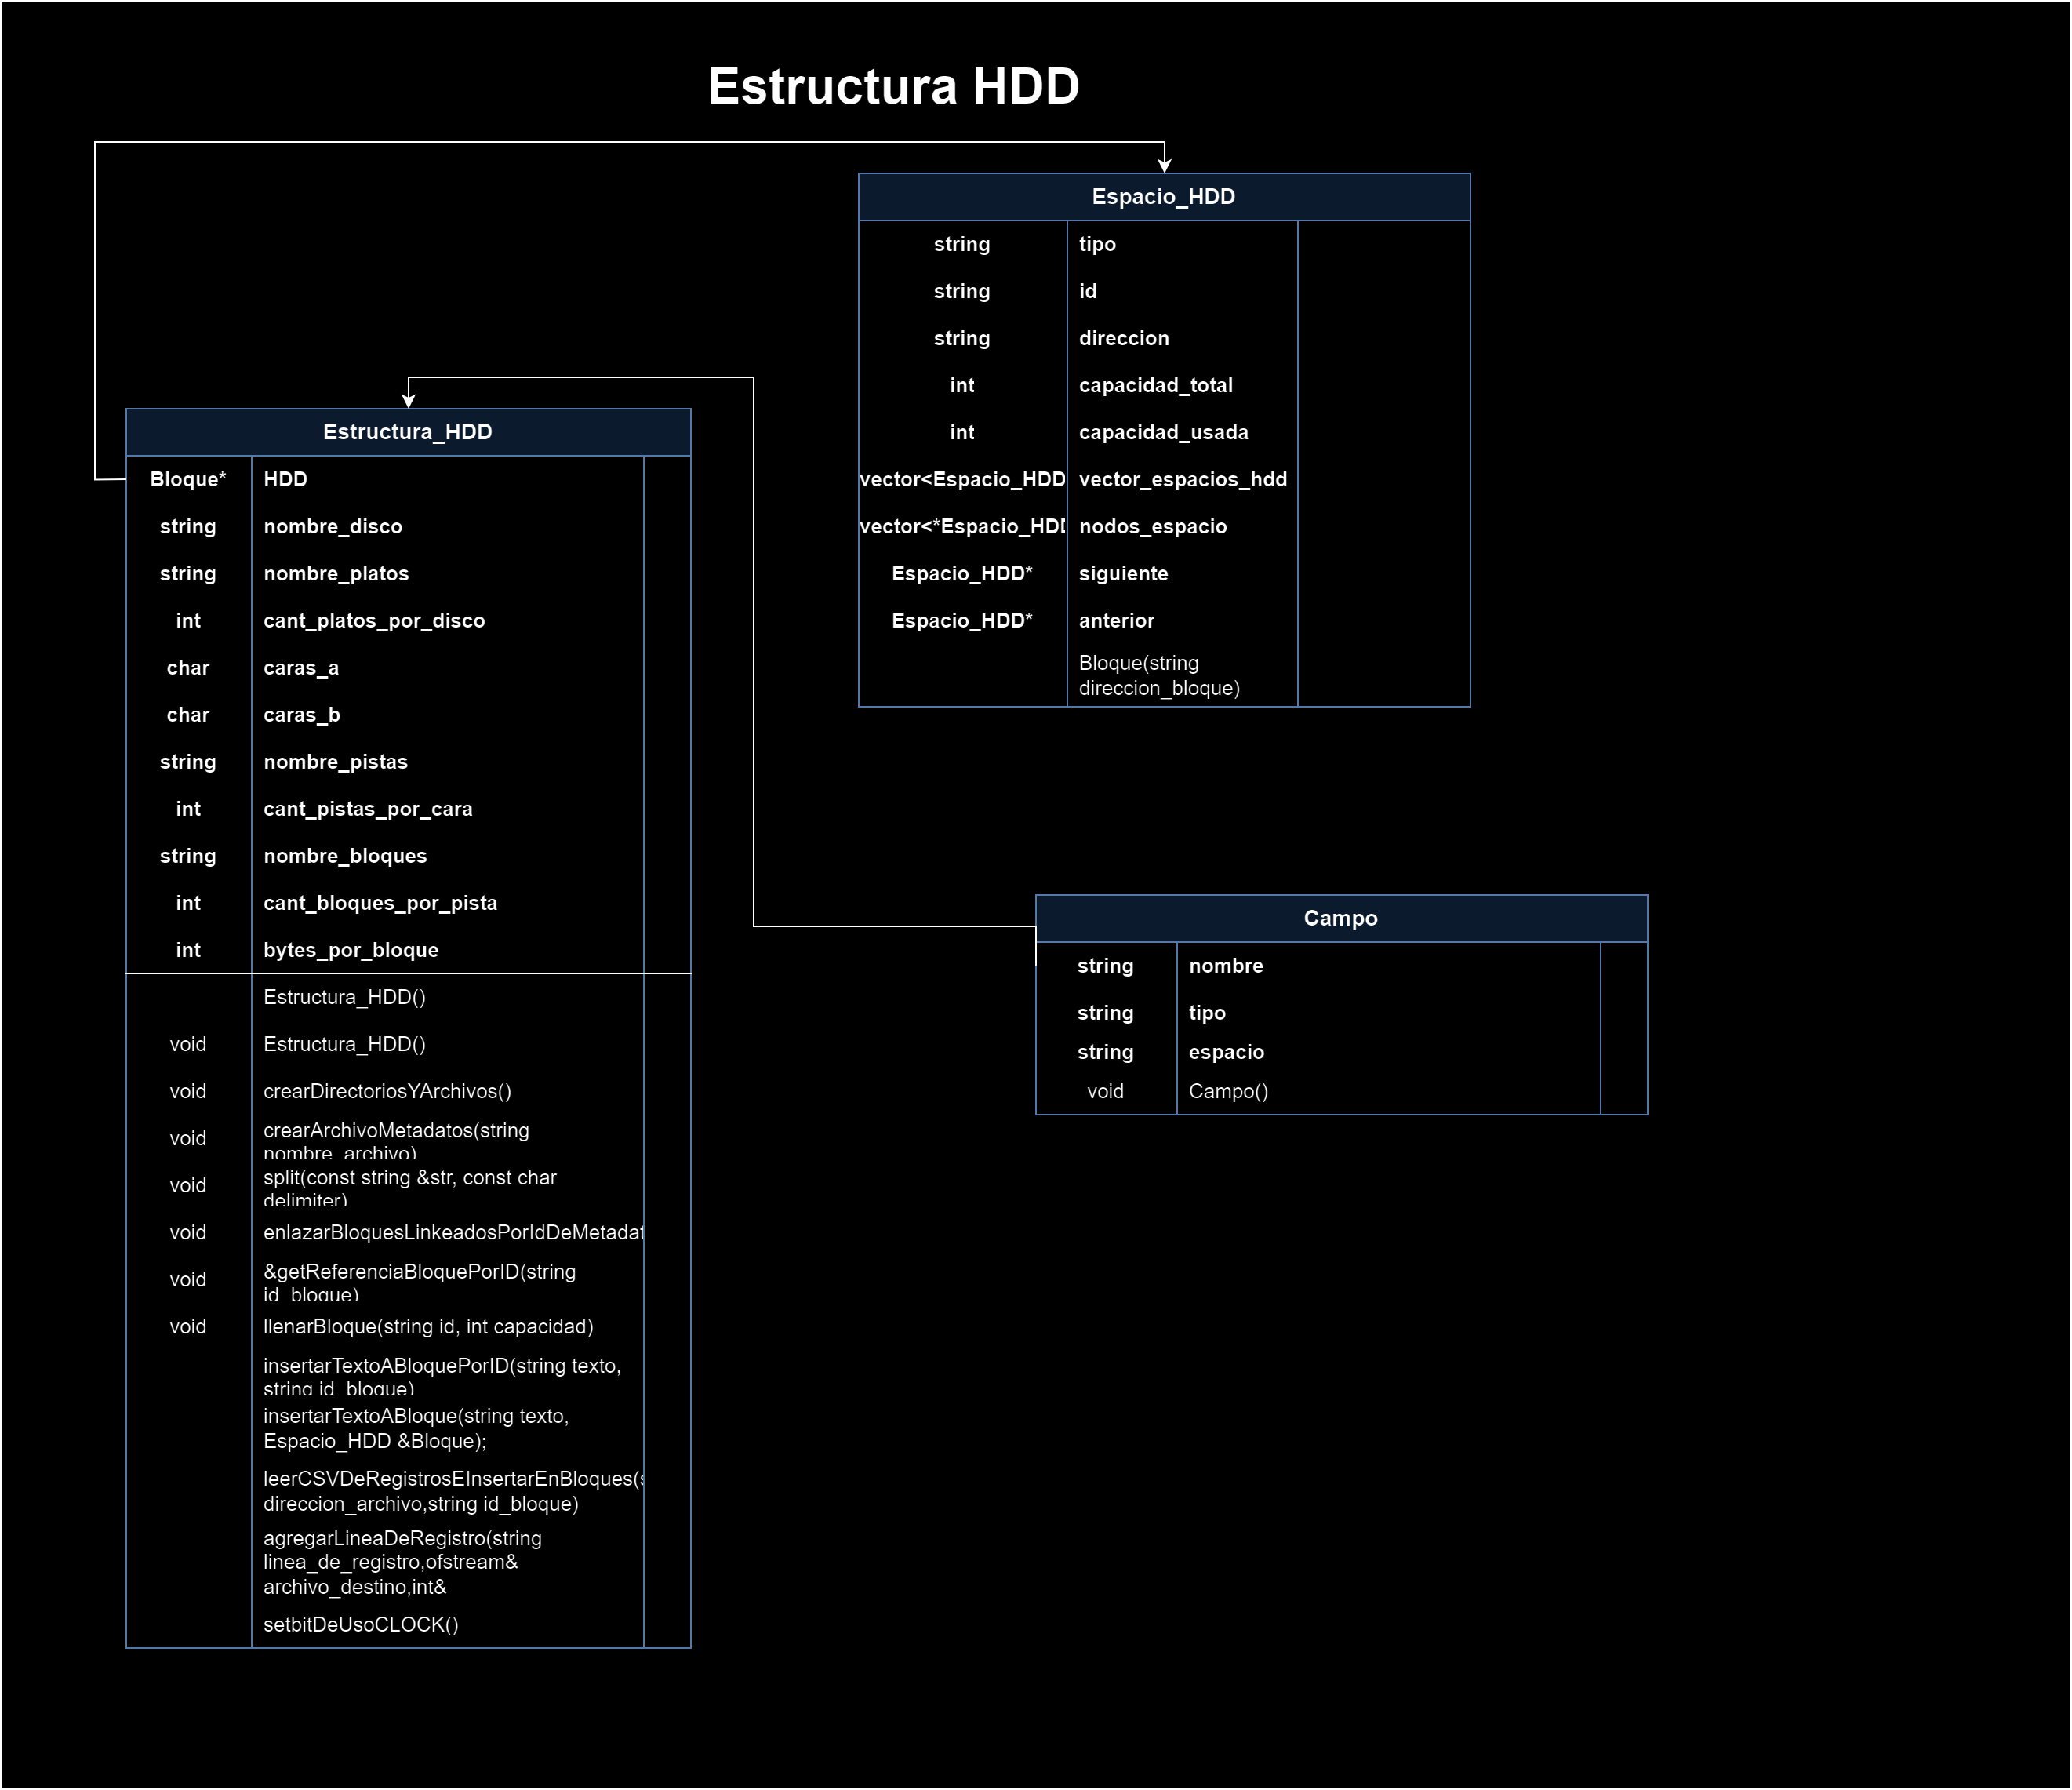 Estructura HDD
Espacio_HDD
string tipo
string id
string direccion
int capacidad_total
int capacidad_usada
vector<Espacio_HDD vector_espacios_hdd
vector<*Espacio_HDD nodos_espacio
Espacio_HDD* siguiente
Espacio_HDD* anterior
Bloque(string
direccion_bloque)
Estructura_HDD
Bloque* HDD
string nombre_disco
string nombre_platos
int cant_platos_por_disco
char caras_a
char caras_b
string nombre_pistas
int cant_pistas_por_cara
string nombre_bloques
int cant_bloques_por_pista
int bytes_por_bloque
Estructura_HDD()
void Estructura_HDD()
void crearDirectoriosYArchivos()
void crearArchivoMetadatos(string
nombre_archivo)
void split(const string &str, const char
delimiter)
void enlazarBloquesLinkeadosPorIdDeMetadat
void &getReferenciaBloquePorID(string
id_bloque)
void llenarBloque(string id, int capacidad)
insertarTextoABloquePorID(string texto,
string id_bloque)
insertarTextoABloque(string texto,
Espacio_HDD &Bloque);
leerCSVDeRegistrosEInsertarEnBloques(s
direccion_archivo,string id_bloque)
agregarLineaDeRegistro(string
linea_de_registro,ofstream&
archivo_destino,int&
setbitDeUsoCLOCK()
Campo
string nombre
string tipo
string espacio
void Campo()